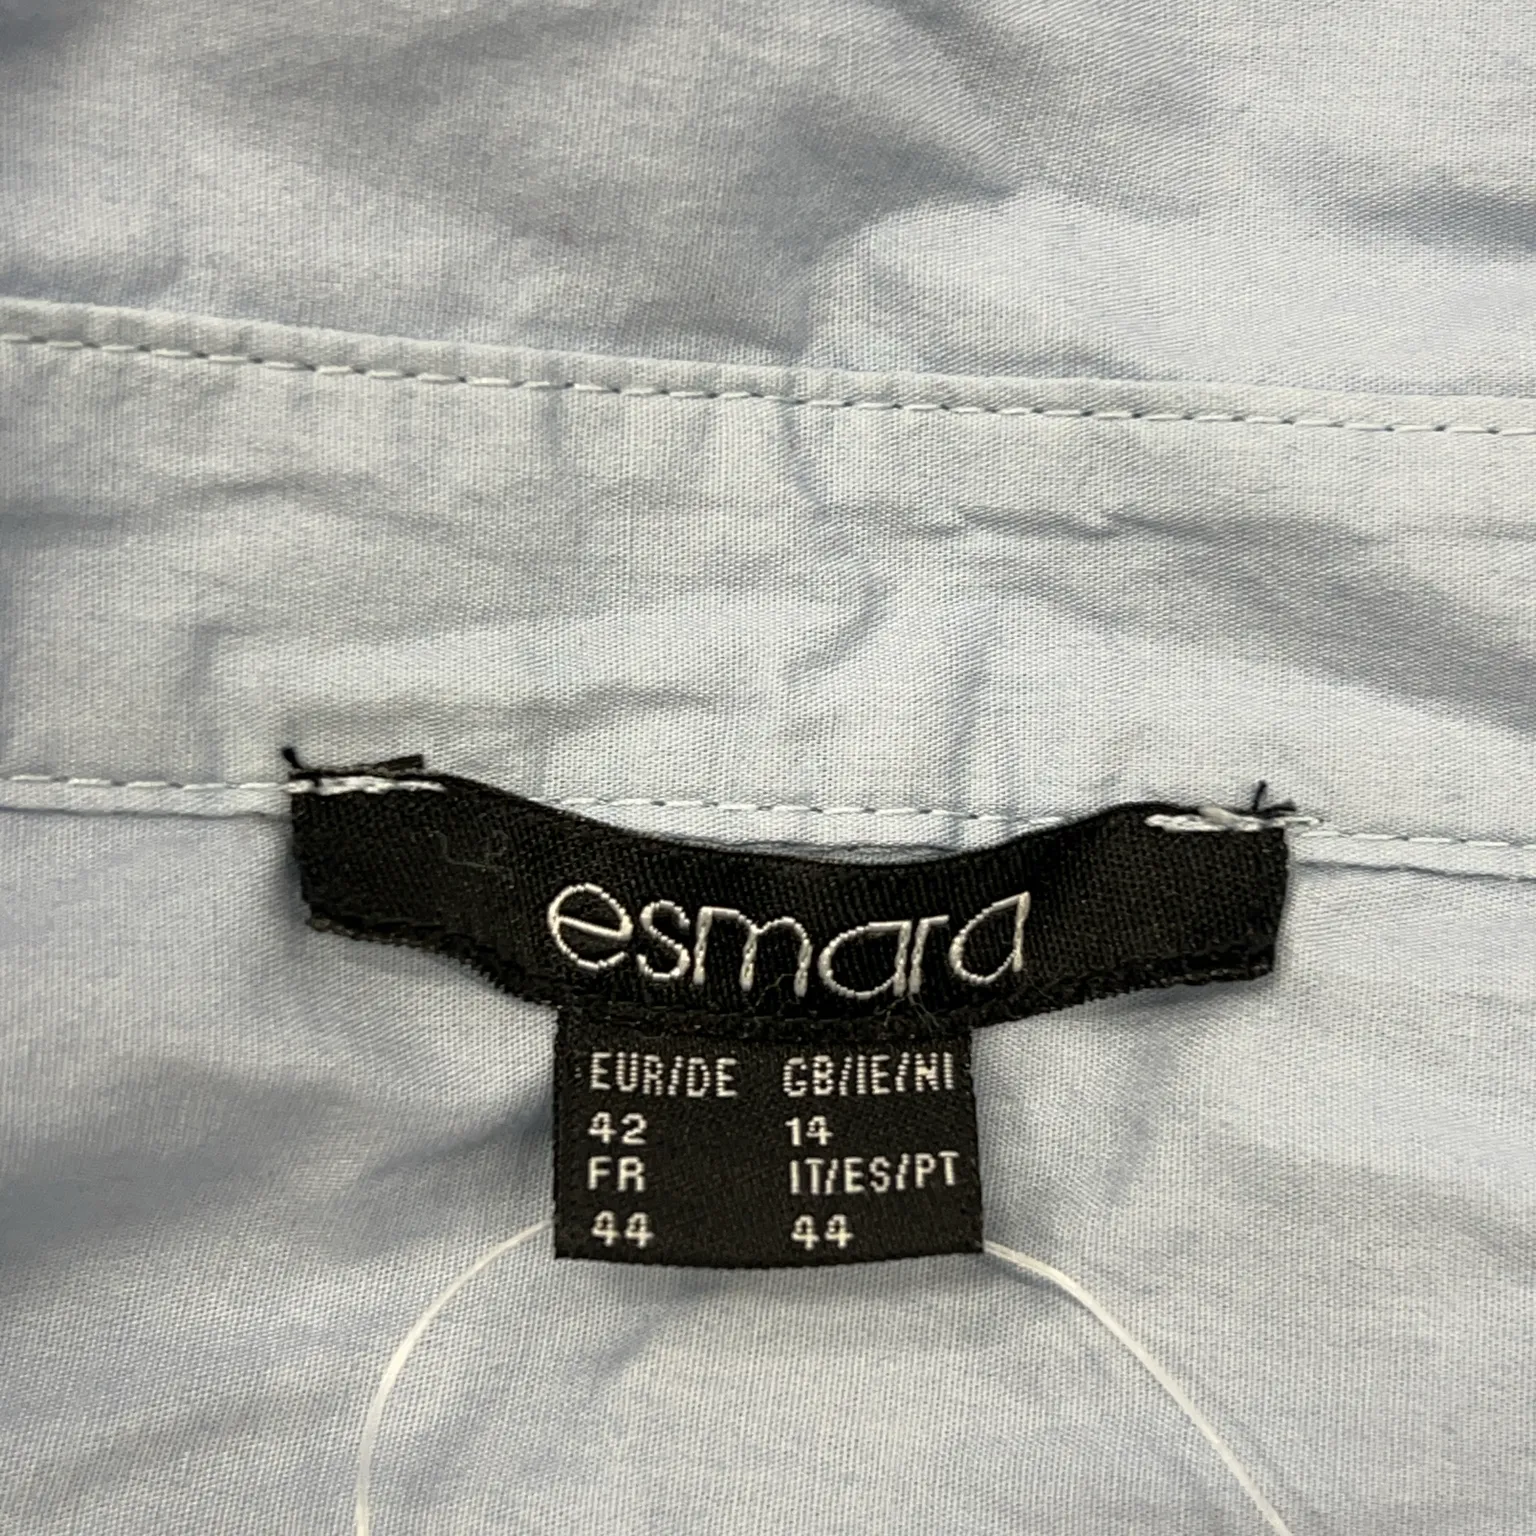 esmara
EUR/DE GB/IE/NI
42 14
FR IT/ES/PT
44 44